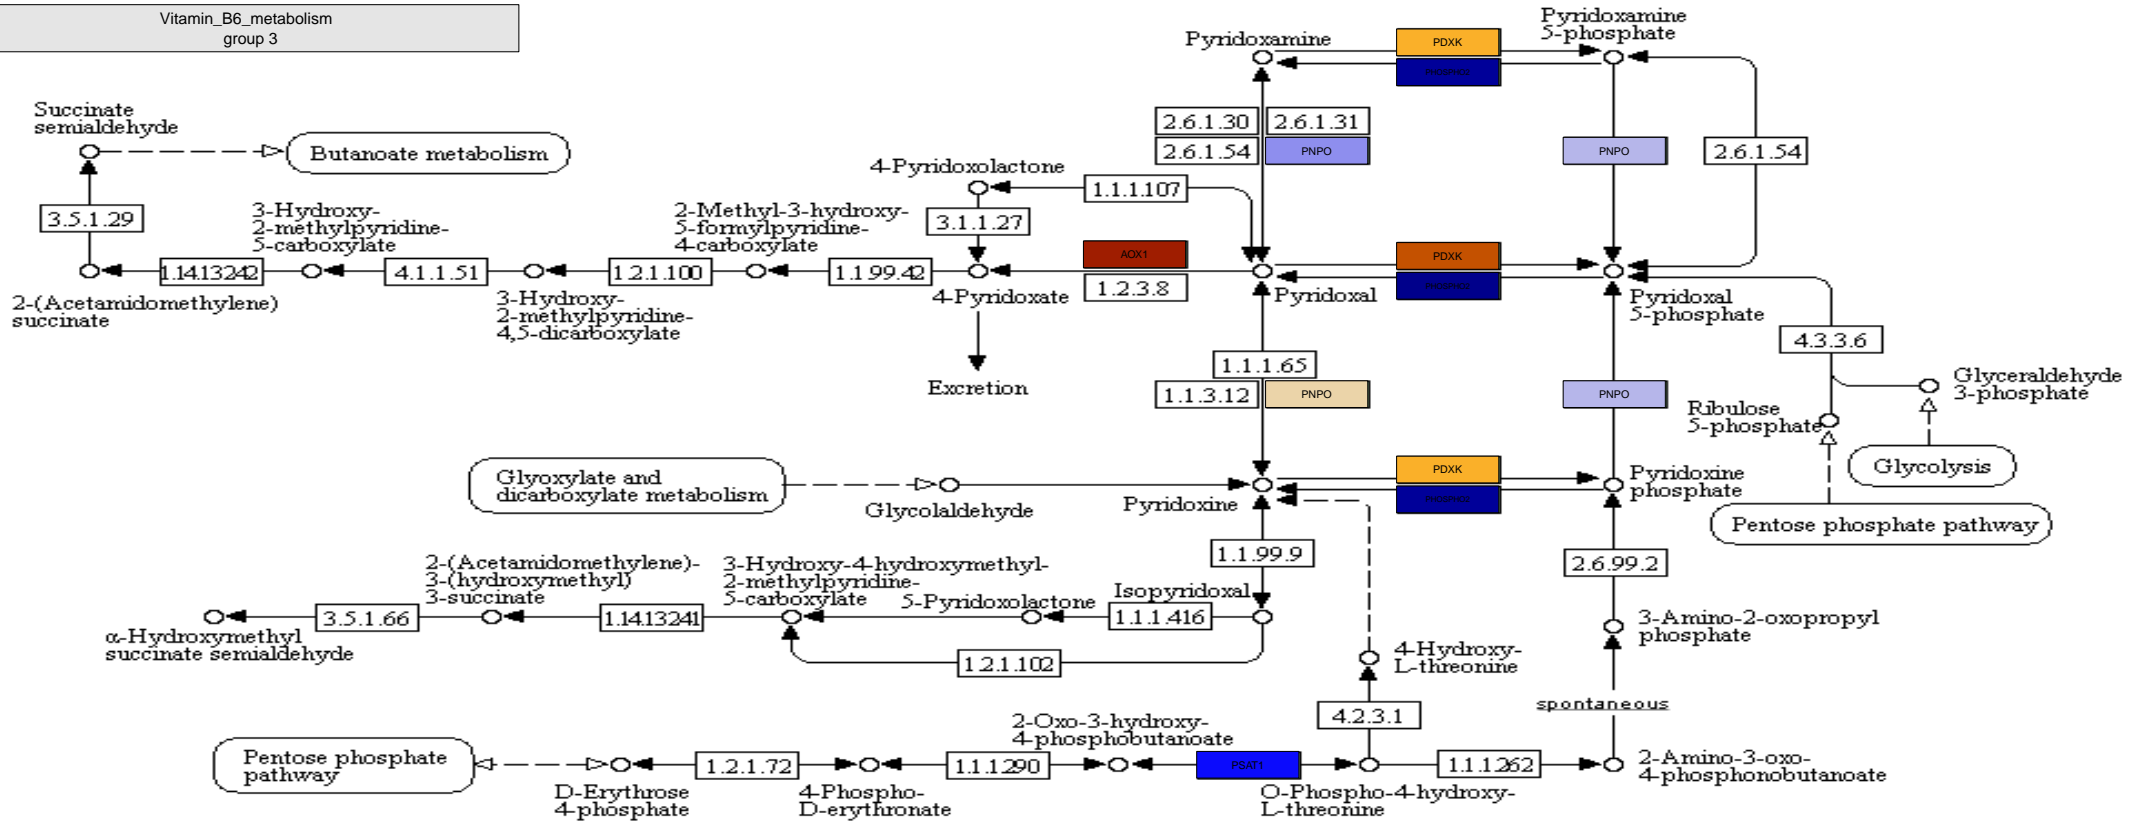 Vitamin_B6_metabolism
group 3
Pyridoxamine
PDXK
Pyridoxamine
5-phosphate
Succinate
semialdehyde
Butanoate metabolism
2.6.1.30
2.6.1.31
2.6.1.54
PNPO
PNPO
2.6.1.54
4-Pyridoxolactone
1.1.1.107
3.5.1.29
3-Hydroxy-
2-methylpyridine-
5-carboxylate
2-Methyl-3-hydroxy-
5-formylpyridine-
4-carboxylate
3.1.1.27
AOX1
PDXK
1.14.13.242
4.1.1.51
1.2.1.100
1.1.99.42
1.2.3.8
2-(Acetamidomethylene)
succinate
3-Hydroxy-
2-methylpyridine-
4,5-dicarboxylate
4-Pyridoxate
Pyridoxal
Pyridoxal
5-phosphate
4.3.3.6
Excretion
1.1.1.65
1.1.3.12
PNPO
PNPO
Glyceraldehyde
3-phosphate
Ribulose
5-phosphate
Glycolysis
Glyoxylate and
dicarboxylate metabolism
Glycolaldehyde
Pyridoxine
PDXK
Pyridoxine
phosphate
Pentose phosphate pathway
1.1.99.9
2.6.99.2
2-(Acetamidomethylene)-
3-(hydroxymethyl)
3-succinate
3-Hydroxy-4-hydroxymethyl-
2-methylpyridine-
5-carboxylate
5-Pyridoxolactone
Isopyridoxal
3.5.1.66
1.14.13.241
1.1.1.416
α-Hydroxymethyl
succinate semialdehyde
1.2.1.102
4-Hydroxy-
L-threonine
3-Amino-2-oxopropyl
phosphate
spontaneous
4.2.3.1
2-Oxo-3-hydroxy-
4-phosphobutanoate
Pentose phosphate
pathway
1.2.1.72
1.1.1.290
PSAT1
1.1.1.262
D-Erythrose
4-phosphate
4-Phospho-
D-erythronate
O-Phospho-4-hydroxy-
L-threonine
2-Amino-3-oxo-
4-phosphonobutanoate